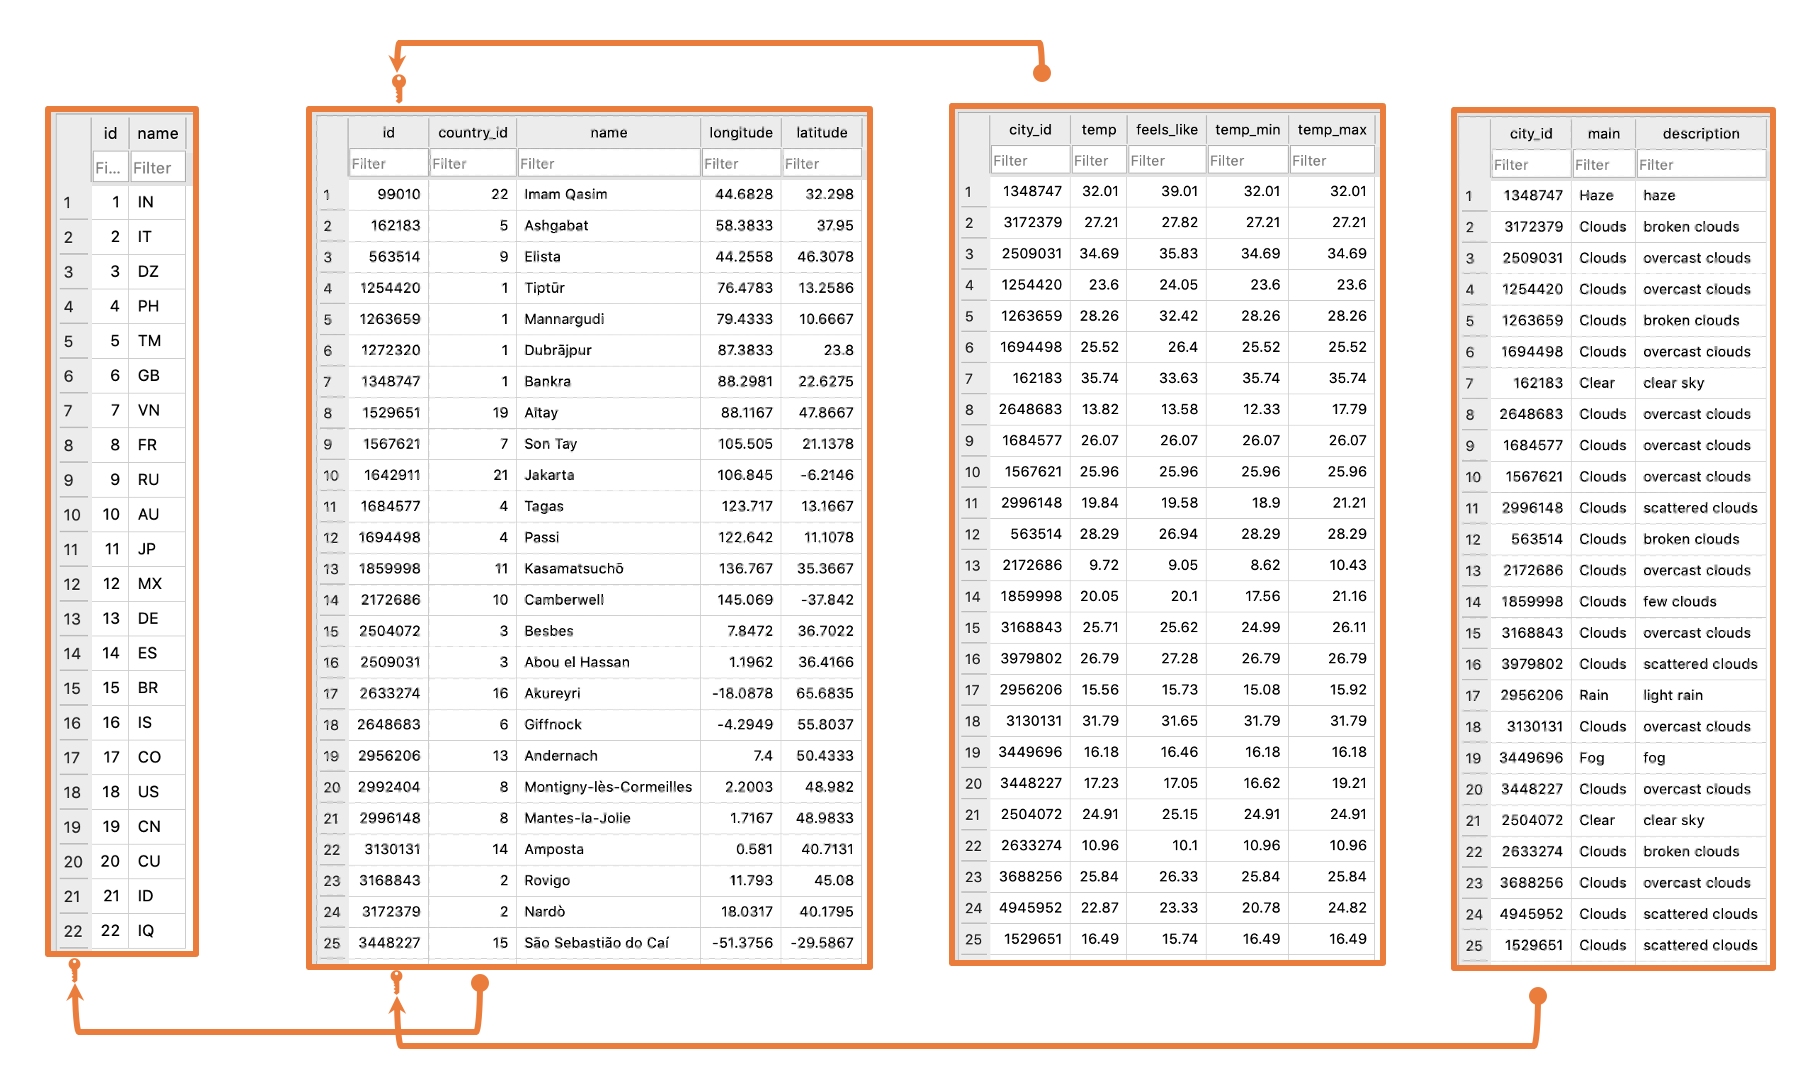 id name
Fi... Filter
1 1 IN
2 2 IT
3 3 DZ
4 4 PH
5 5 TM
6 6 GB
7 7 VN
8 8 FR
9 9 RU
10 10 AU
11 11 JP
12 12 MX
13 13 DE
14 14 ES
15 15 BR
16 16 IS
17 17 CO
18 18 US
19 19 CN
20 20 CU
21 21 ID
22 22 IQ
id country_id name longitude latitude
Filter Filter Filter Filter Filter
1 99010 22 Imam Qasim 44.6828 32.298
2 162183 5 Ashgabat 58.3833 37.95
3 563514 9 Elista 44.2558 46.3078
4 1254420 1 Tiptūr 76.4783 13.2586
5 1263659 1 Mannargudi 79.4333 10.6667
6 1272320 1 Dubrājpur 87.3833 23.8
7 1348747 1 Bankra 88.2981 22.6275
8 1529651 19 Altay 88.1167 47.8667
9 1567621 7 Son Tay 105.505 21.1378
10 1642911 21 Jakarta 106.845 -6.2146
11 1684577 4 Tagas 123.717 13.1667
12 1694498 4 Passi 122.642 11.1078
13 1859998 11 Kasamatsuchō 136.767 35.3667
14 2172686 10 Camberwell 145.069 -37.842
15 2504072 3 Besbes 7.8472 36.7022
16 2509031 3 Abou el Hassan 1.1962 36.4166
17 2633274 16 Akureyri -18.0878 65.6835
18 2648683 6 Giffnock -4.2949 55.8037
19 2956206 13 Andernach 7.4 50.4333
20 2992404 8 Montigny-lès-Cormeilles 2.2003 48.982
21 2996148 8 Mantes-la-Jolie 1.7167 48.9833
22 3130131 14 Amposta 0.581 40.7131
23 3168843 2 Rovigo 11.793 45.08
24 3172379 2 Nardò 18.0317 40.1795
25 3448227 15 São Sebastião do Caí -51.3756 -29.5867
city_id temp feels_like temp_min temp_max
Filter Filter Filter Filter Filter
1 1348747 32.01 39.01 32.01 32.01
2 3172379 27.21 27.82 27.21 27.21
3 2509031 34.69 35.83 34.69 34.69
4 1254420 23.6 24.05 23.6 23.6
5 1263659 28.26 32.42 28.26 28.26
6 1694498 25.52 26.4 25.52 25.52
7 162183 35.74 33.63 35.74 35.74
8 2648683 13.82 13.58 12.33 17.79
9 1684577 26.07 26.07 26.07 26.07
10 1567621 25.96 25.96 25.96 25.96
11 2996148 19.84 19.58 18.9 21.21
12 563514 28.29 26.94 28.29 28.29
13 2172686 9.72 9.05 8.62 10.43
14 1859998 20.05 20.1 17.56 21.16
15 3168843 25.71 25.62 24.99 26.11
16 3979802 26.79 27.28 26.79 26.79
17 2956206 15.56 15.73 15.08 15.92
18 3130131 31.79 31.65 31.79 31.79
19 3449696 16.18 16.46 16.18 16.18
20 3448227 17.23 17.05 16.62 19.21
21 2504072 24.91 25.15 24.91 24.91
22 2633274 10.96 10.1 10.96 10.96
23 3688256 25.84 26.33 25.84 25.84
24 4945952 22.87 23.33 20.78 24.82
25 1529651 16.49 15.74 16.49 16.49
city_id main description
Filter Filter Filter
1 1348747 Haze haze
2 3172379 Clouds broken clouds
3 2509031 Clouds overcast clouds
4 1254420 Clouds overcast clouds
5 1263659 Clouds broken clouds
6 1694498 Clouds overcast clouds
7 162183 Clear clear sky
8 2648683 Clouds overcast clouds
9 1684577 Clouds overcast clouds
10 1567621 Clouds overcast clouds
11 2996148 Clouds scattered clouds
12 563514 Clouds broken clouds
13 2172686 Clouds overcast clouds
14 1859998 Clouds few clouds
15 3168843 Clouds overcast clouds
16 3979802 Clouds scattered clouds
17 2956206 Rain light rain
18 3130131 Clouds overcast clouds
19 3449696 Fog fog
20 3448227 Clouds overcast clouds
21 2504072 Clear clear sky
22 2633274 Clouds broken clouds
23 3688256 Clouds overcast clouds
24 4945952 Clouds scattered clouds
25 1529651 Clouds scattered clouds